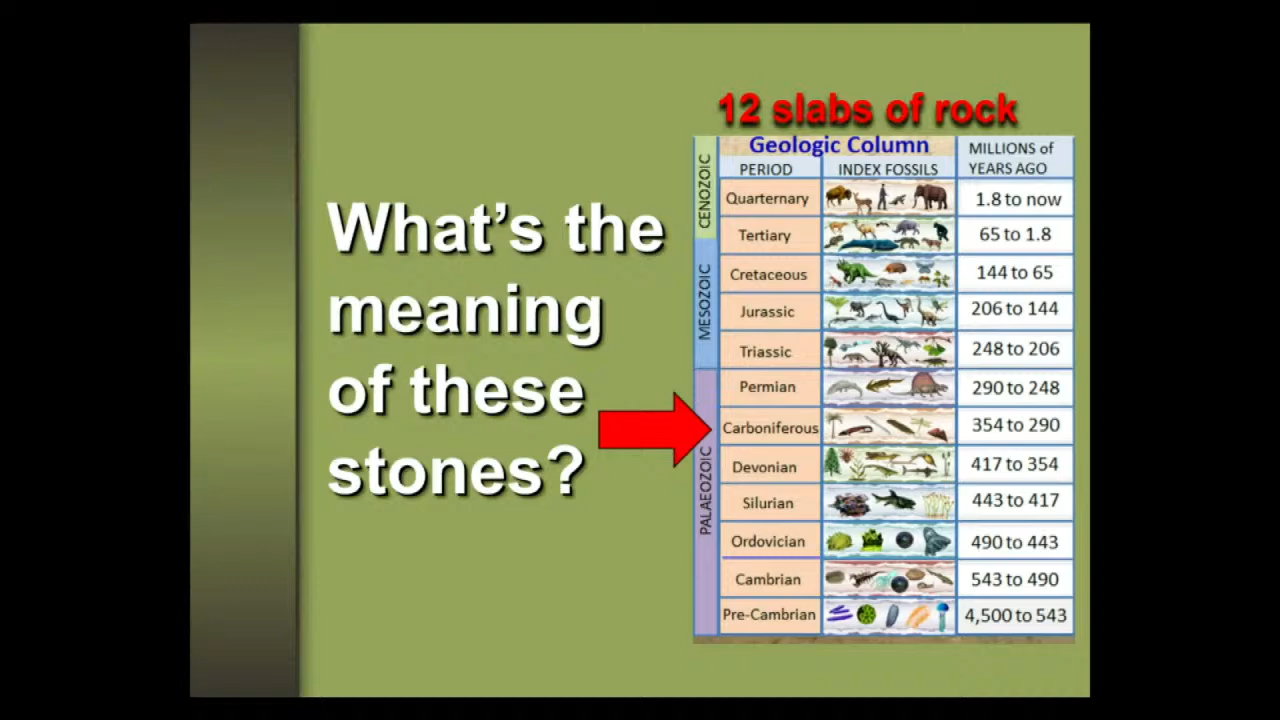 12 slabs of rock
What's the
meaning
of these
stones?
Geologic Column
PERIOD INDEX FOSSILS MILLIONS of
YEARS AGO
CENOZOIC
Quarternary 1.8 to now
Tertiary 65 to 1.8
MESOZOIC
Cretaceous 144 to 65
Jurassic 206 to 144
Triassic 248 to 206
PALAEOZOIC
Permian 290 to 248
Carboniferous 354 to 290
Devonian 417 to 354
Silurian 443 to 417
Ordovician 490 to 443
Cambrian 543 to 490
Pre-Cambrian 4,500 to 543